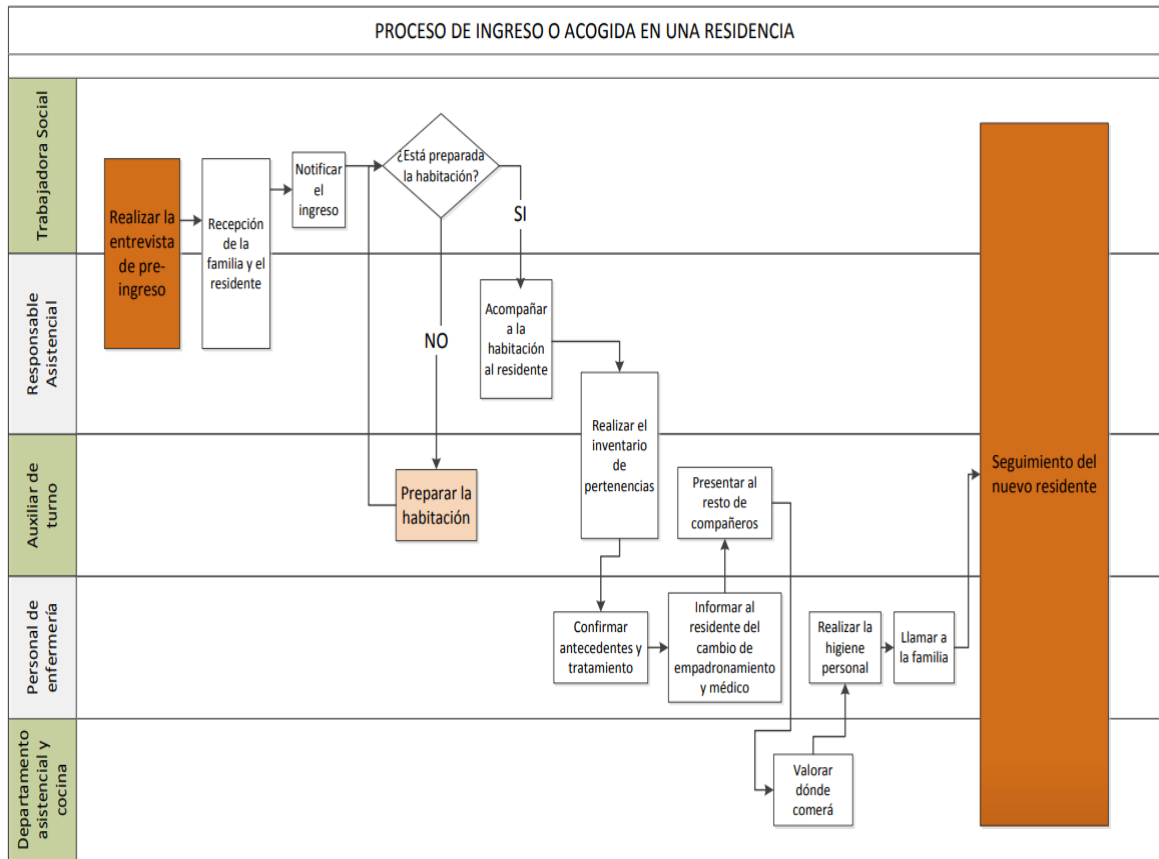 PROCESO DE INGRESO O ACOGIDA EN UNA RESIDENCIA
Trabajadora Social
Realizar la
entrevista
de pre-
ingreso
Recepción
de la
familia y el
residente
Notificar
el
ingreso
¿Está preparada
la habitación?
SI
NO
Responsable
Asistencial
Acompañar
a la
habitación
al residente
Realizar el
inventario
de
pertenencias
Auxiliar de
turno
Preparar la
habitación
Presentar al
resto de
compañeros
Seguimiento del
nuevo residente
Personal de
enfermería
Confirmar
antecedentes y
tratamiento
Informar al
residente del
cambio de
empadronamiento
y médico
Realizar la
higiene
personal
Llamar a
la familia
Departamento
asistencial y
cocina
Valorar
dónde
comerá